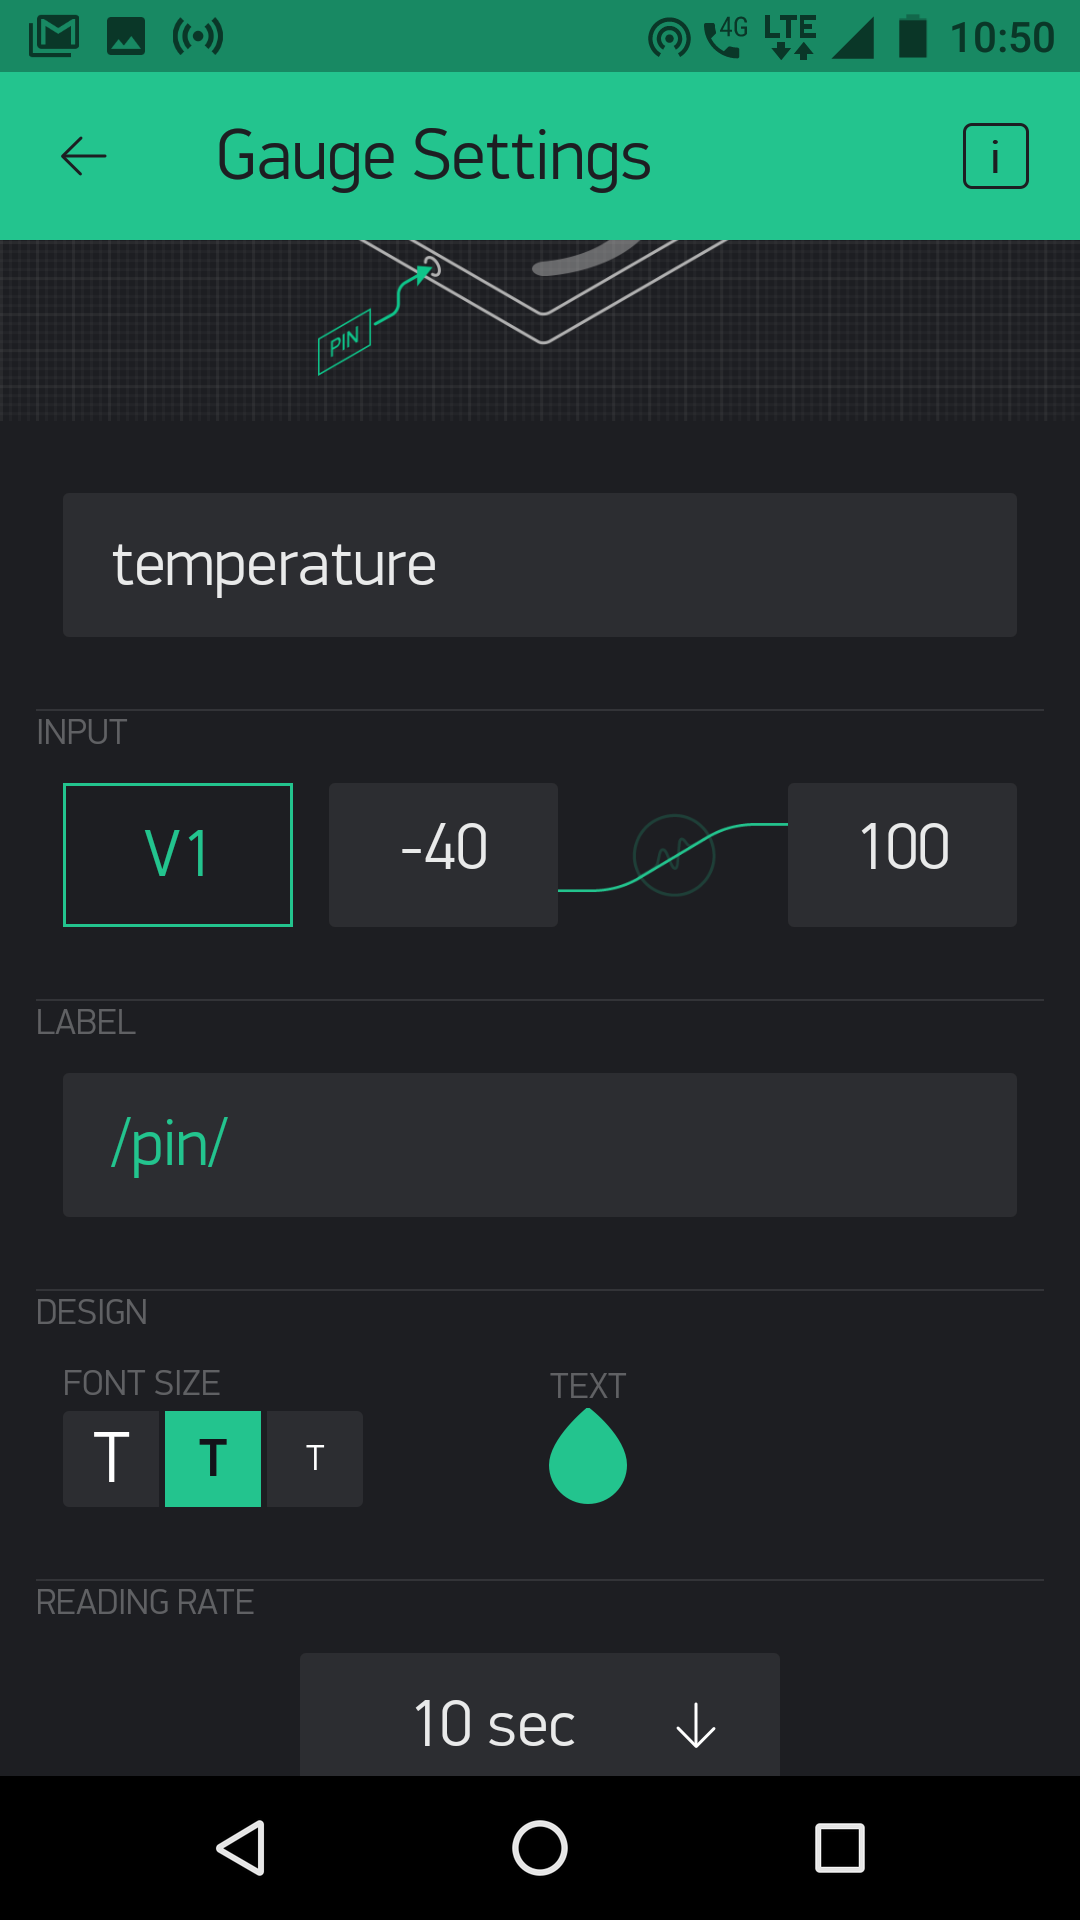 4G LTE 10:50
Gauge Settings i
PIN
temperature
INPUT
V1 -40 100
LABEL
/pin/
DESIGN
FONT SIZE TEXT
T T T
READING RATE
10 sec